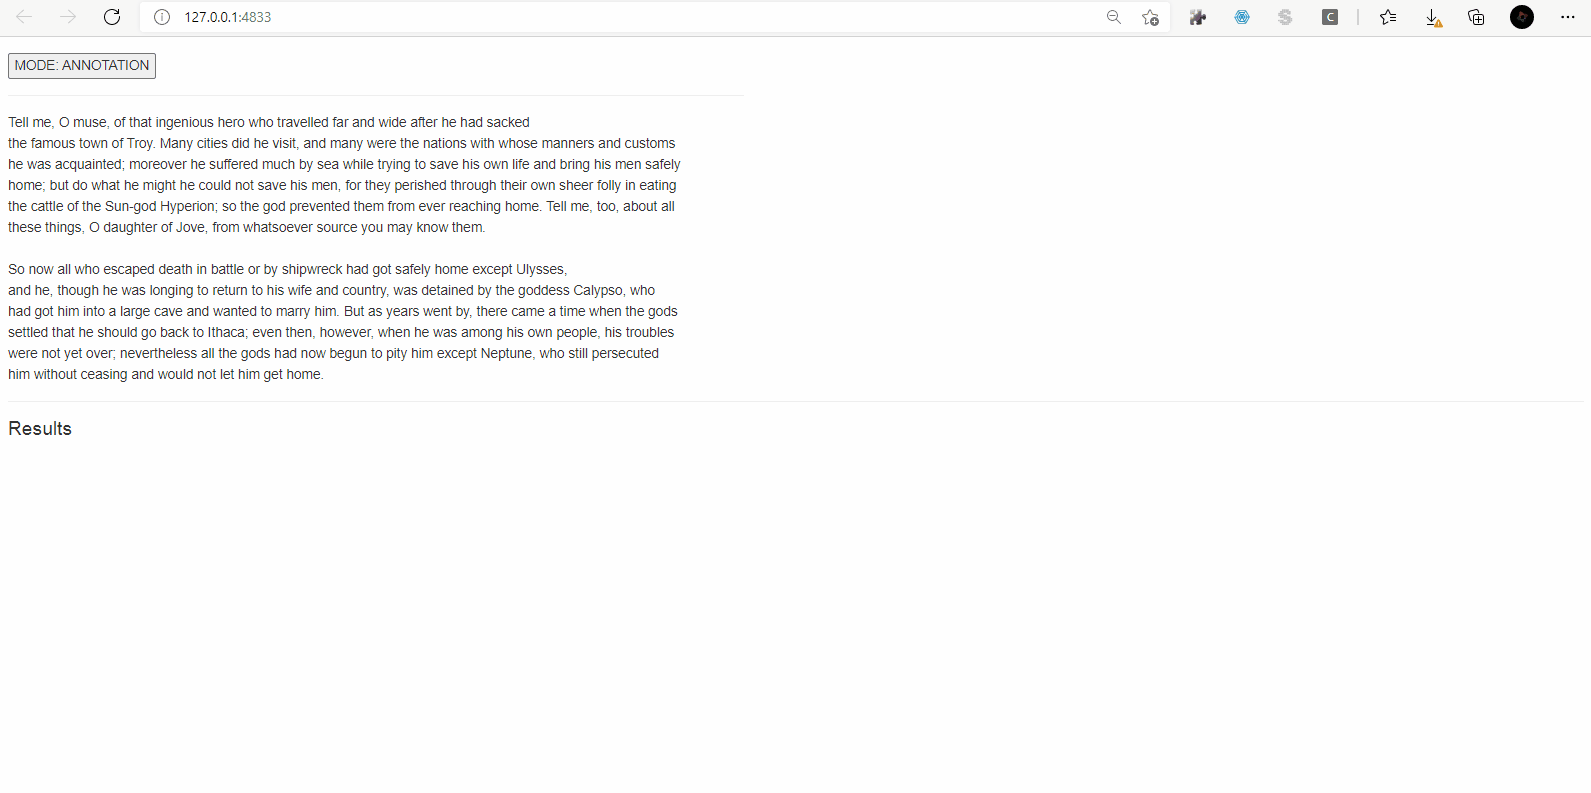 127.0.0.1:4833
C
MODE: ANNOTATION
Tell me, O muse, of that ingenious hero who travelled far and wide after he had sacked
the famous town of Troy. Many cities did he visit, and many were the nations with whose manners and customs
he was acquainted; moreover he suffered much by sea while trying to save his own life and bring his men safely
home; but do what he might he could not save his men, for they perished through their own sheer folly in eating
the cattle of the Sun-god Hyperion; so the god prevented them from ever reaching home. Tell me, too, about all
these things, O daughter of Jove, from whatsoever source you may know them.
So now all who escaped death in battle or by shipwreck had got safely home except Ulysses,
and he, though he was longing to return to his wife and country, was detained by the goddess Calypso, who
had got him into a large cave and wanted to marry him. But as years went by, there came a time when the gods
settled that he should go back to Ithaca; even then, however, when he was among his own people, his troubles
were not yet over; nevertheless all the gods had now begun to pity him except Neptune, who still persecuted
him without ceasing and would not let him get home.
Results